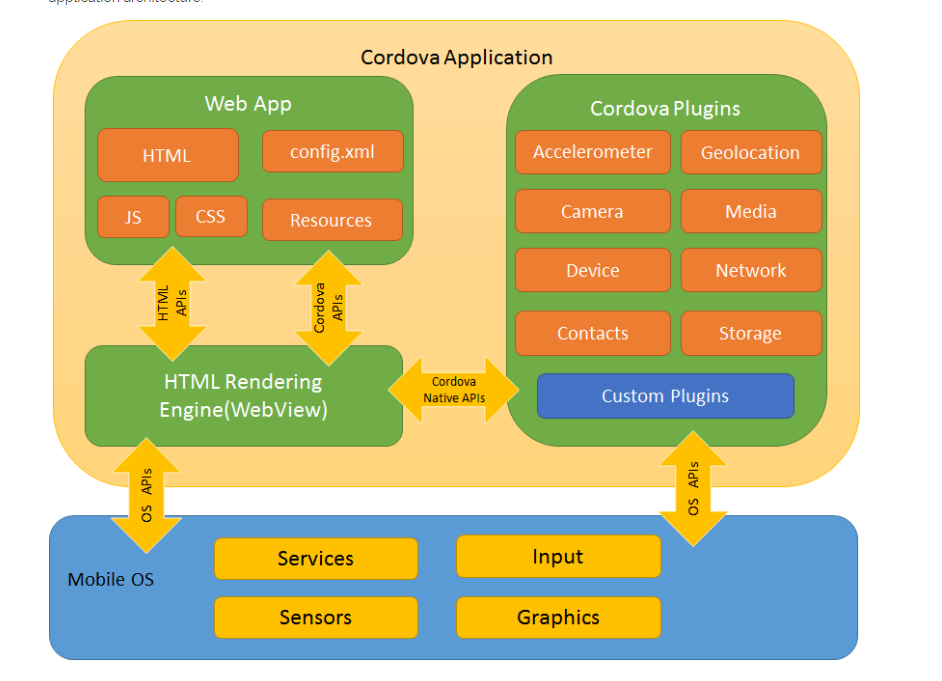 application architecture.
Cordova Application
Web App
HTML
config.xml
JS
CSS
Resources
Cordova Plugins
Accelerometer
Geolocation
Camera
Media
Device
Network
Contacts
Storage
Custom Plugins
HTML
APIs
Cordova
APIs
HTML Rendering
Engine(WebView)
Cordova
Native APIs
OS APIs
OS APIs
Mobile OS
Services
Input
Sensors
Graphics